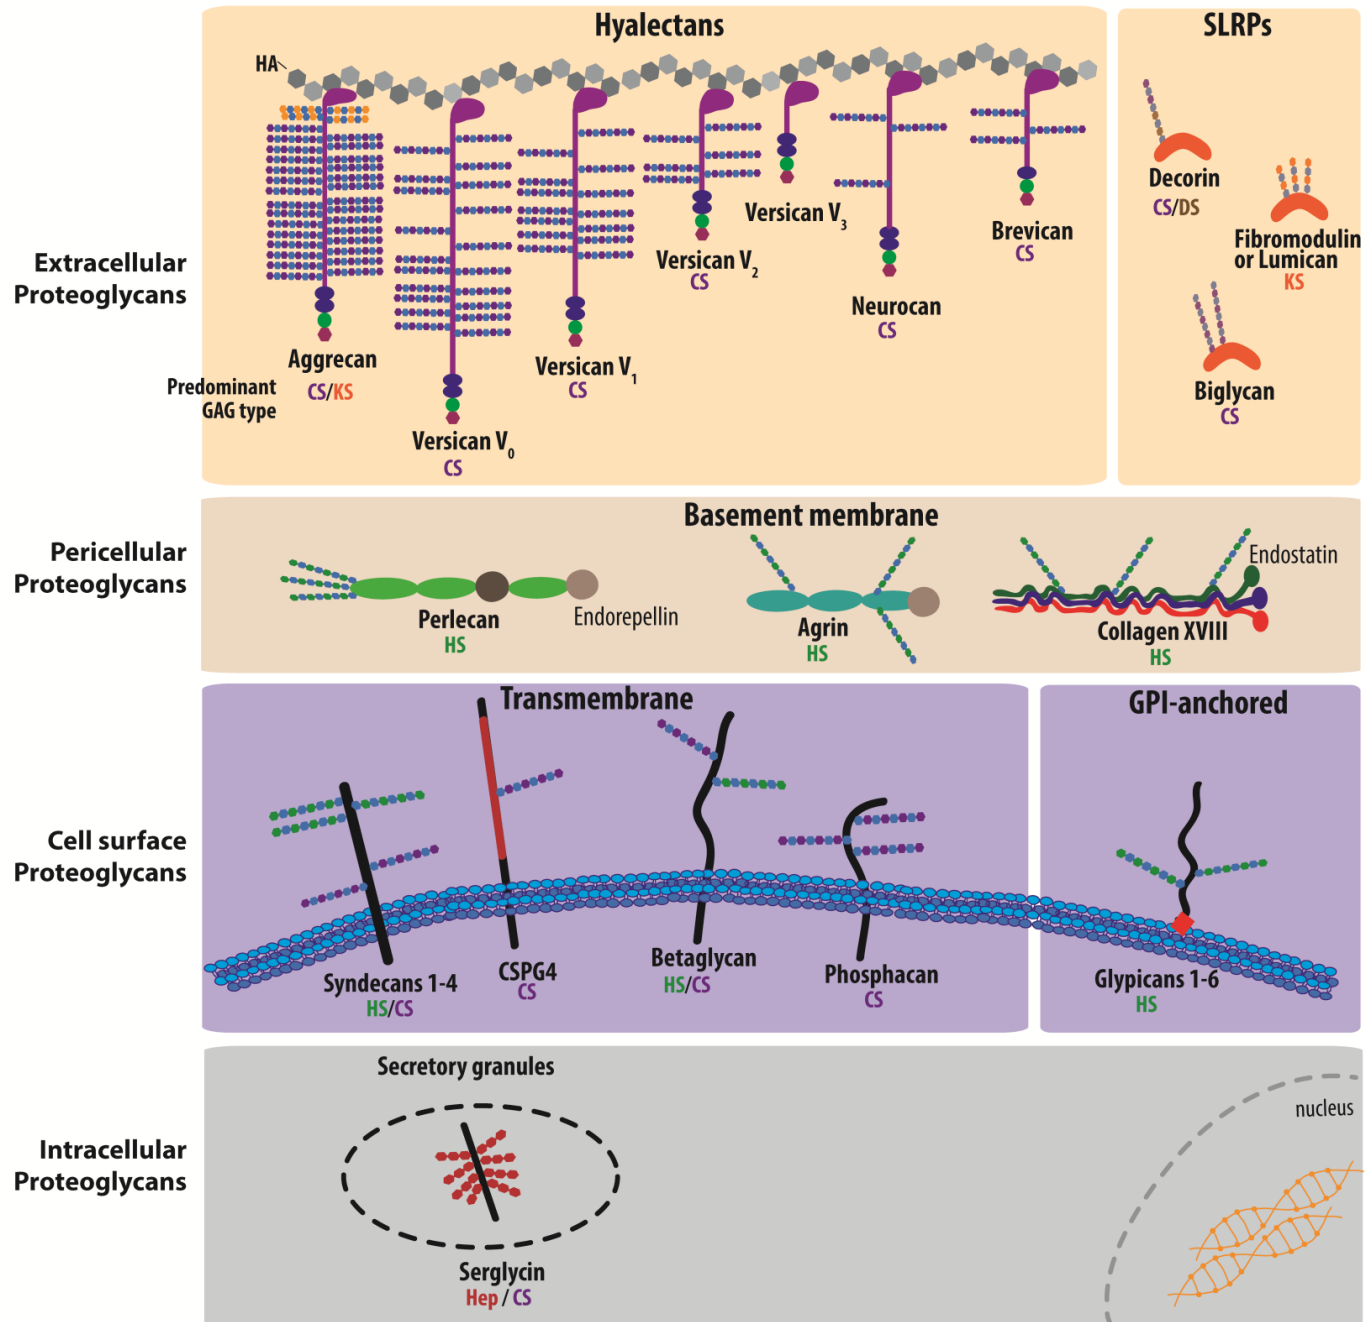 Hyalectans
SLRPs
HA
Extracellular
Proteoglycans
Predominant
GAG type
Aggrecan
CS/KS
Versican V0
CS
Versican V1
CS
Versican V2
CS
Versican V3
Neurocan
CS
Brevican
CS
Decorin
CS/DS
Fibromodulin
or Lumican
KS
Biglycan
CS
Pericellular
Proteoglycans
Basement membrane
Perlecan
HS
Endorepellin
Agrin
HS
Endostatin
Collagen XVIII
HS
Cell surface
Proteoglycans
Transmembrane
GPI-anchored
Syndecans 1-4
HS/CS
CSPG4
CS
Betaglycan
HS/CS
Phosphacan
CS
Glypicans 1-6
HS
Intracellular
Proteoglycans
Secretory granules
nucleus
Serglycin
Hep / CS